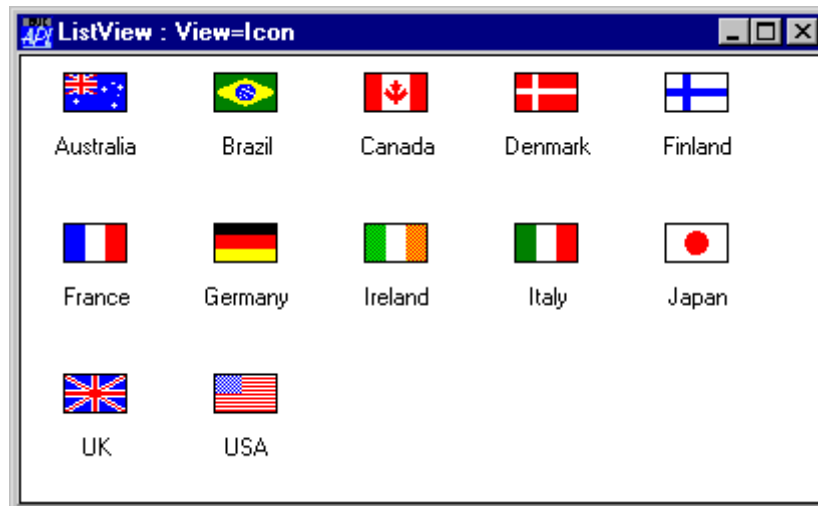 ListView : View=Icon
Australia Brazil Canada Denmark Finland
France Germany Ireland Italy Japan
UK USA